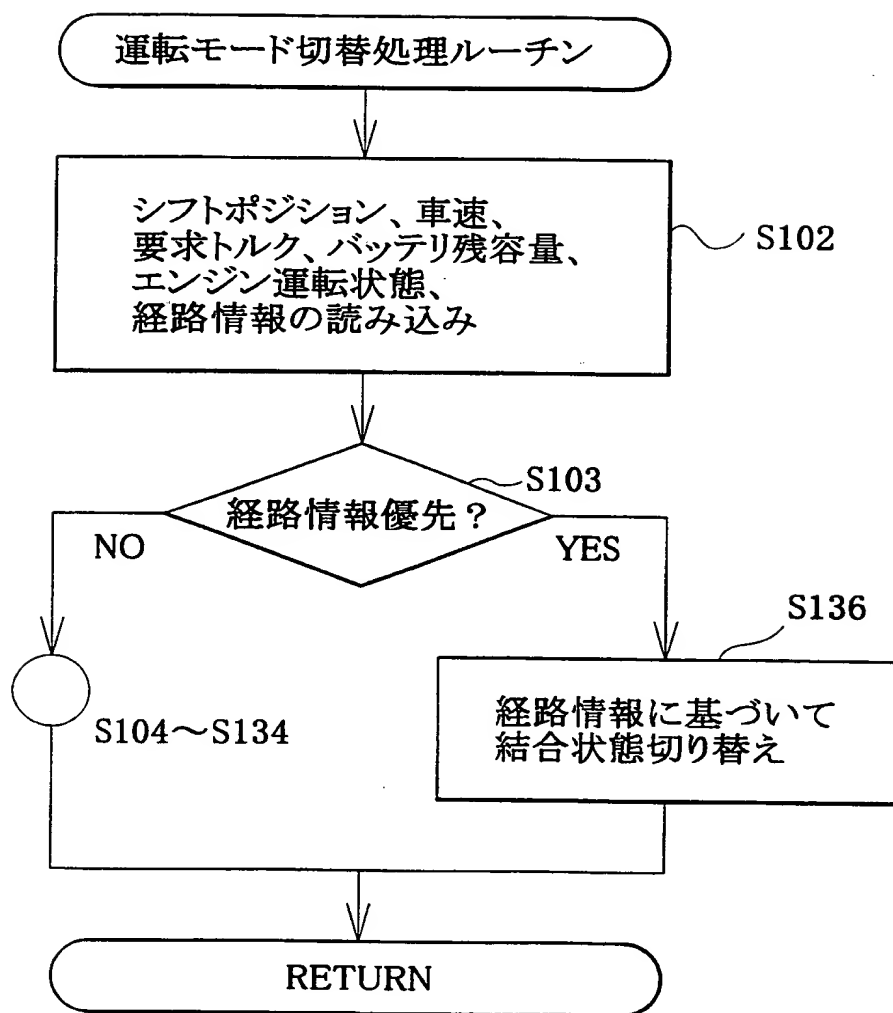 運転モード切替処理ルーチン
シフトポジション、車速、
要求トルク、バッテリ残容量、
エンジン運転状態、
経路情報の読み込み
S102
S103
経路情報優先？
NO
YES
S136
S104～S134
経路情報に基づいて
結合状態切り替え
RETURN